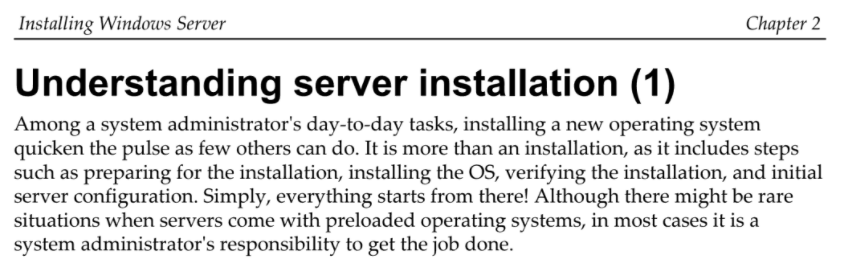 Installing Windows Server Chapter 2
Understanding server installation (1)
Among a system administrator's day-to-day tasks, installing a new operating system
quicken the pulse as few others can do. It is more than an installation, as it includes steps
such as preparing for the installation, installing the OS, verifying the installation, and initial
server configuration. Simply, everything starts from there! Although there might be rare
situations when servers come with preloaded operating systems, in most cases it is a
system administrator's responsibility to get the job done.